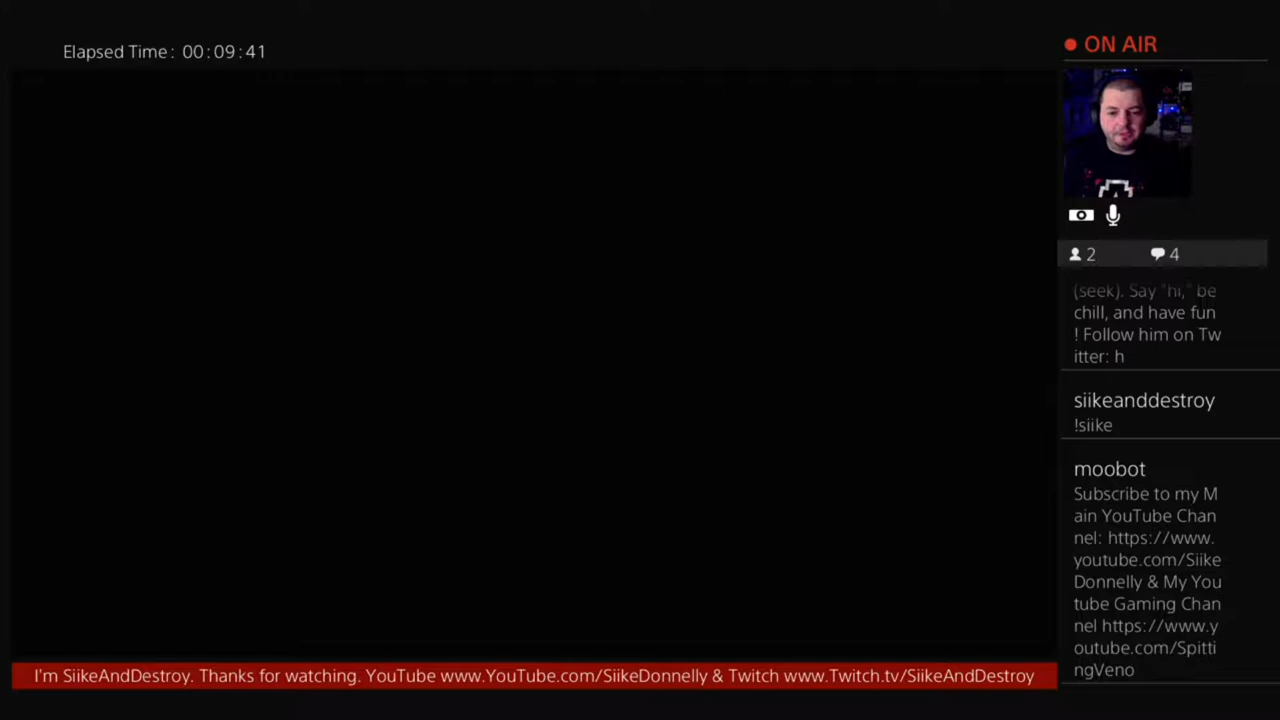 Elapsed Time: 00:09:41
ON AIR
2 4
(seek). Say "hi," be
chill, and have fun
! Follow him on Tw
itter: h
siikeanddestroy
!siike
moobot
Subscribe to my M
ain YouTube Chan
nel: https://www.
youtube.com/Siike
Donnelly & My You
tube Gaming Chan
nel https://www.y
outube.com/Spitti
ngVeno
I'm SiikeAndDestroy. Thanks for watching. YouTube www.YouTube.com/SiikeDonnelly & Twitch www.Twitch.tv/SiikeAndDestroy